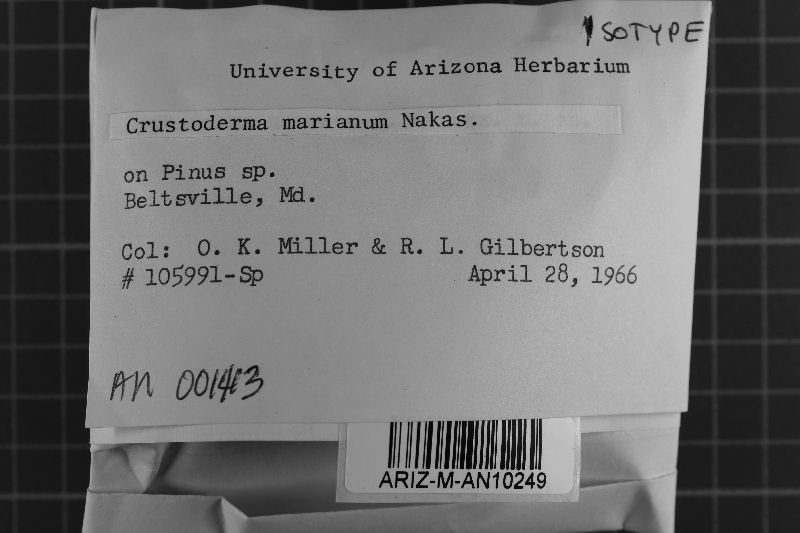 ISOTYPE
University of Arizona Herbarium
Crustoderma marianum Nakas.
on Pinus sp.
Beltsville, Md.
Col: O. K. Miller & R. L. Gilbertson
# 105991-Sp April 28, 1966
AN 001413
ARIZ-M-AN10249